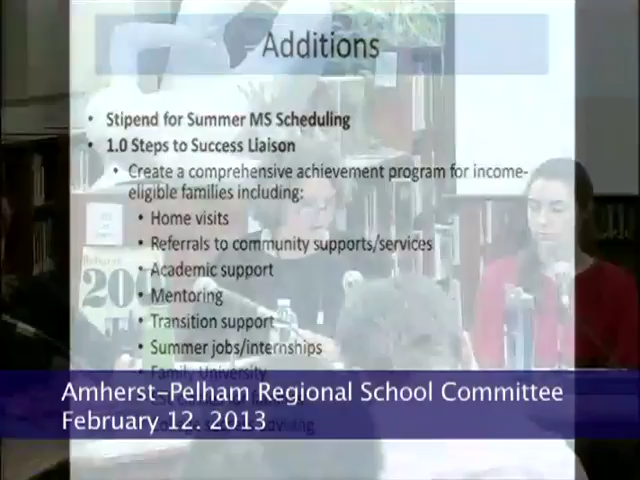 Additions
• Stipend for Summer MS Scheduling
• 1.0 Steps to Success Liaison
• Create a comprehensive achievement program for income-
eligible families including:
• Home visits
• Referrals to community supports/services
• Academic support
• Mentoring
• Transition support
• Summer jobs/internships
• Family University
Amherst-Pelham Regional School Committee
February 12, 2013